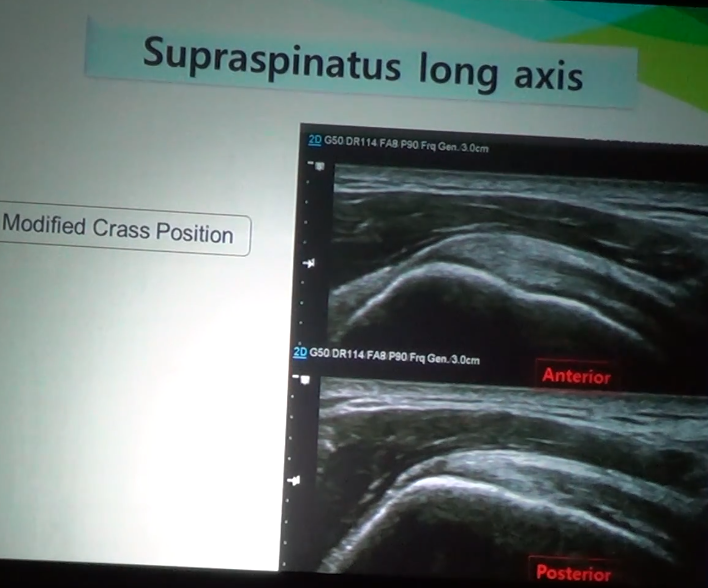 Supraspinatus long axis
Modified Crass Position
2D G50 DR114 FA8 P90 Frq Gen. 3.0cm
2D G50 DR114 FA8 P90 Frq Gen. 3.0cm
Anterior
Posterior